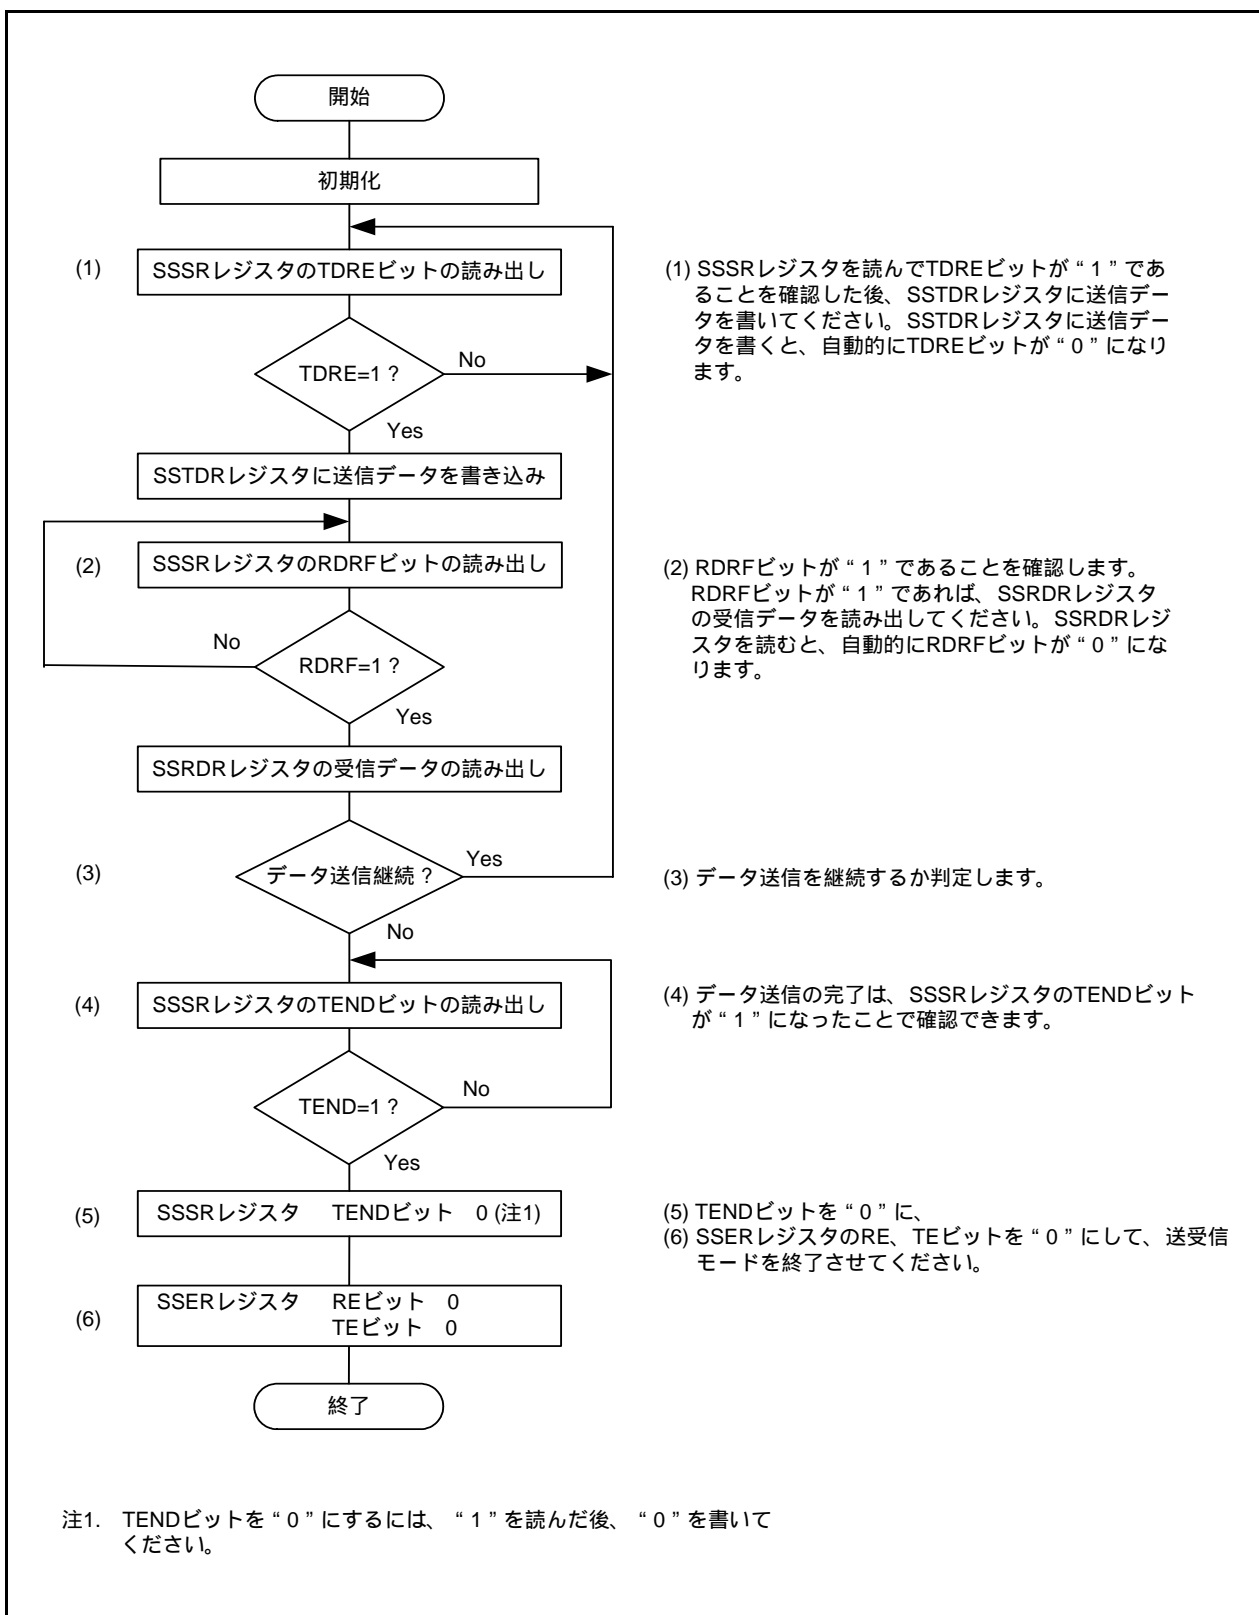 開始
初期化
(1)
SSSRレジスタのTDREビットの読み出し
(1) SSSRレジスタを読んでTDREビットが“1”であ
ることを確認した後、SSTDRレジスタに送信デー
タを書いてください。SSTDRレジスタに送信デー
タを書くと、自動的にTDREビットが“0”になり
ます。
TDRE=1 ?
No
Yes
SSTDRレジスタに送信データを書き込み
(2)
SSSRレジスタのRDRFビットの読み出し
(2) RDRFビットが“1”であることを確認します。
RDRFビットが“1”であれば、SSRDRレジスタ
の受信データを読み出してください。SSRDRレジ
スタを読むと、自動的にRDRFビットが“0”にな
ります。
No
RDRF=1 ?
Yes
SSRDRレジスタの受信データの読み出し
(3)
データ送信継続 ?
Yes
(3) データ送信を継続するか判定します。
No
(4)
SSSRレジスタのTENDビットの読み出し
(4) データ送信の完了は、SSSRレジスタのTENDビット
が“1”になったことで確認できます。
TEND=1 ?
No
Yes
(5)
SSSRレジスタ TENDビット 0 (注1)
(5) TENDビットを“0”に、
(6) SSERレジスタのRE、TEビットを“0”にして、送受信
モードを終了させてください。
(6)
SSERレジスタ REビット 0
TEビット 0
終了
注1. TENDビットを“0”にするには、“1”を読んだ後、“0”を書いて
ください。